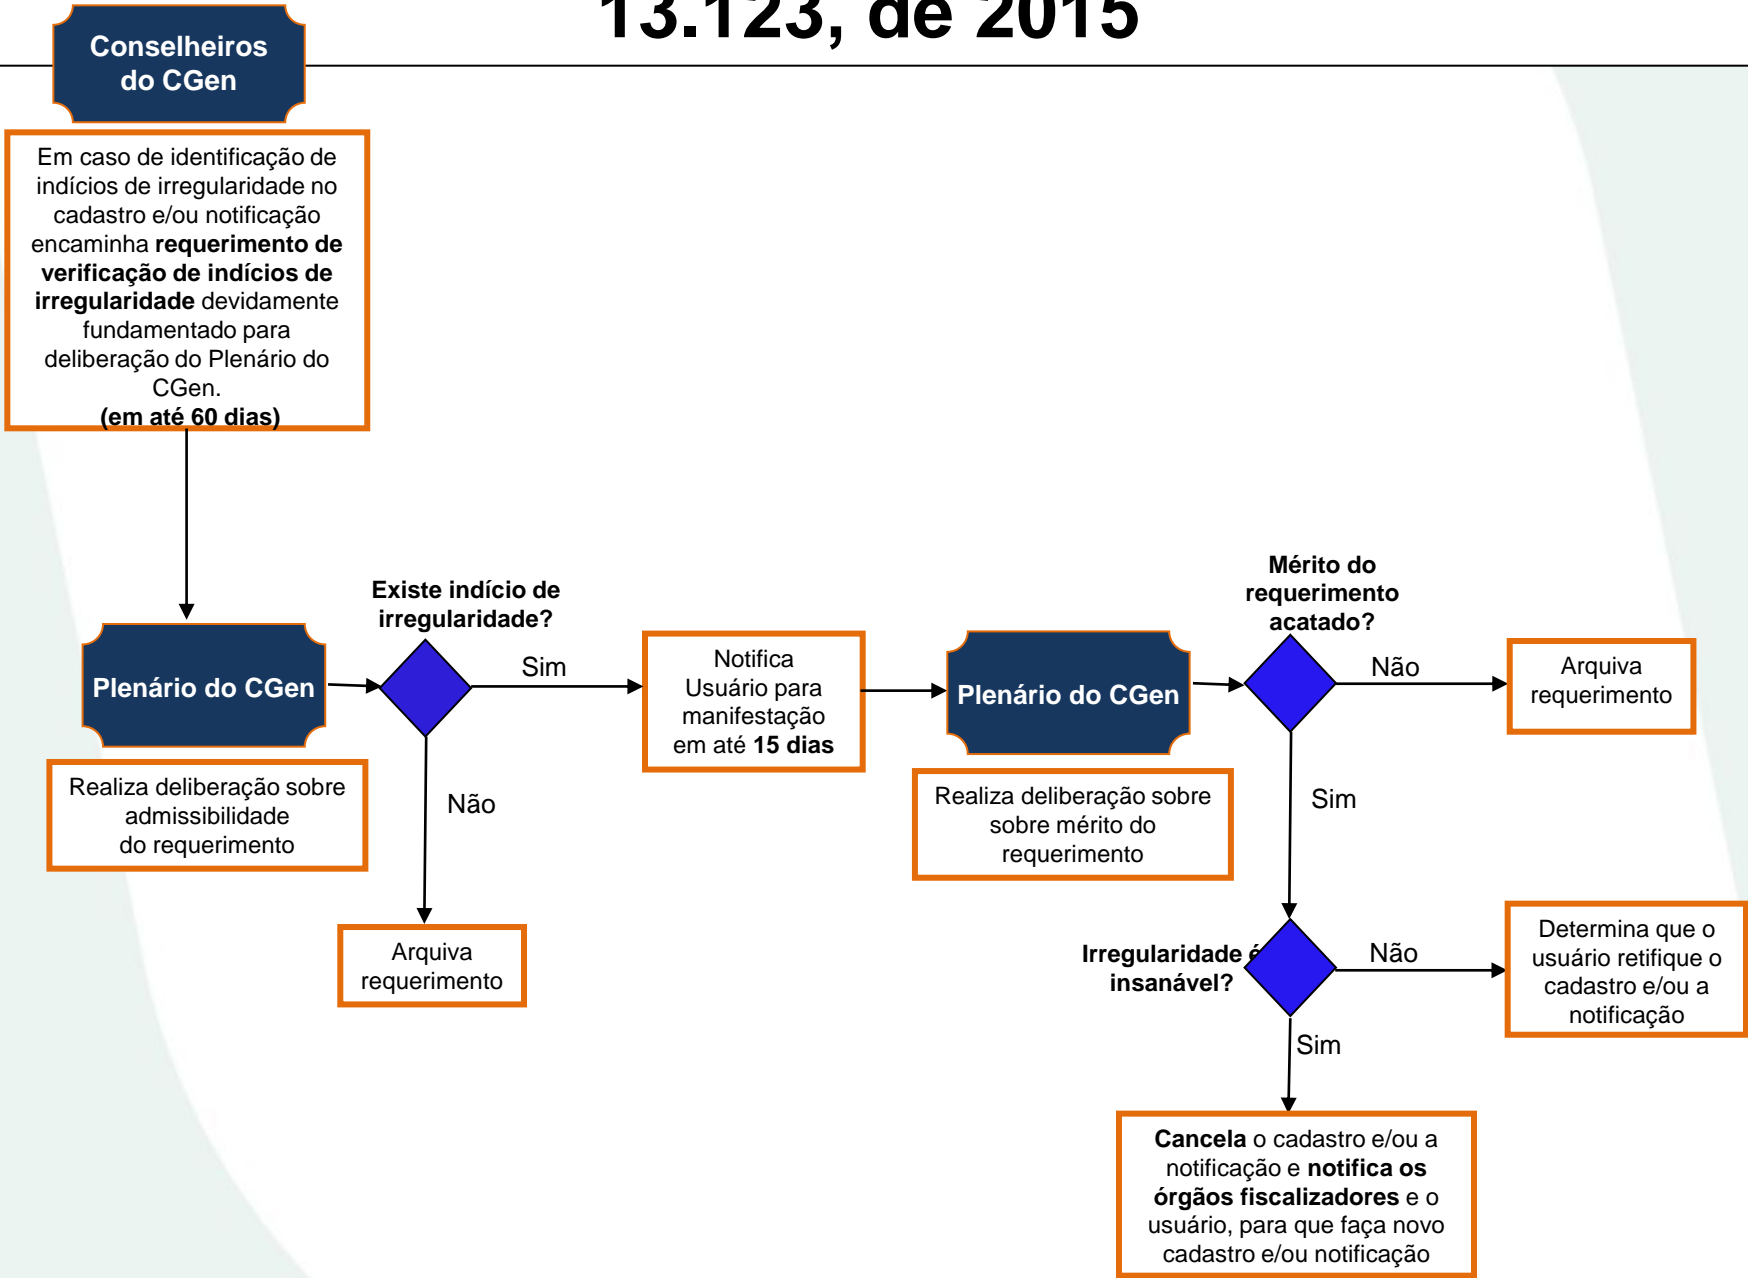 13.123, de 2015
Conselheiros
do CGen
Em caso de identificação de
indícios de irregularidade no
cadastro e/ou notificação
encaminha requerimento de
verificação de indícios de
irregularidade devidamente
fundamentado para
deliberação do Plenário do
CGen.
(em até 60 dias)
Plenário do CGen
Realiza deliberação sobre
admissibilidade
do requerimento
Existe indício de
irregularidade?
Sim
Não
Arquiva
requerimento
Notifica
Usuário para
manifestação
em até 15 dias
Plenário do CGen
Realiza deliberação sobre
sobre mérito do
requerimento
Mérito do
requerimento
acatado?
Não
Arquiva
requerimento
Sim
Irregularidade é
insanável?
Não
Determina que o
usuário retifique o
cadastro e/ou a
notificação
Sim
Cancela o cadastro e/ou a
notificação e notifica os
órgãos fiscalizadores e o
usuário, para que faça novo
cadastro e/ou notificação